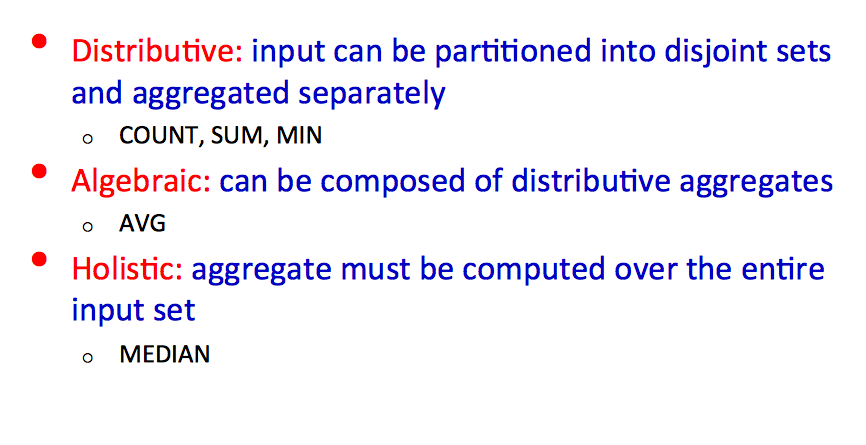 • Distributive: input can be partitioned into disjoint sets
and aggregated separately
o COUNT, SUM, MIN
• Algebraic: can be composed of distributive aggregates
o AVG
• Holistic: aggregate must be computed over the entire
input set
o MEDIAN